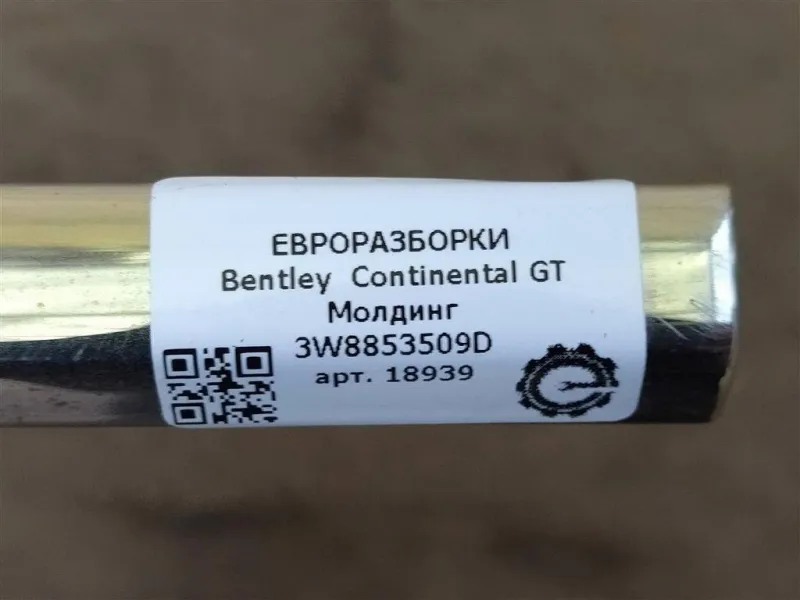 ЕВРОРАЗБОРКИ
Bentley Continental GT
Молдинг
3W8853509D
арт. 18939